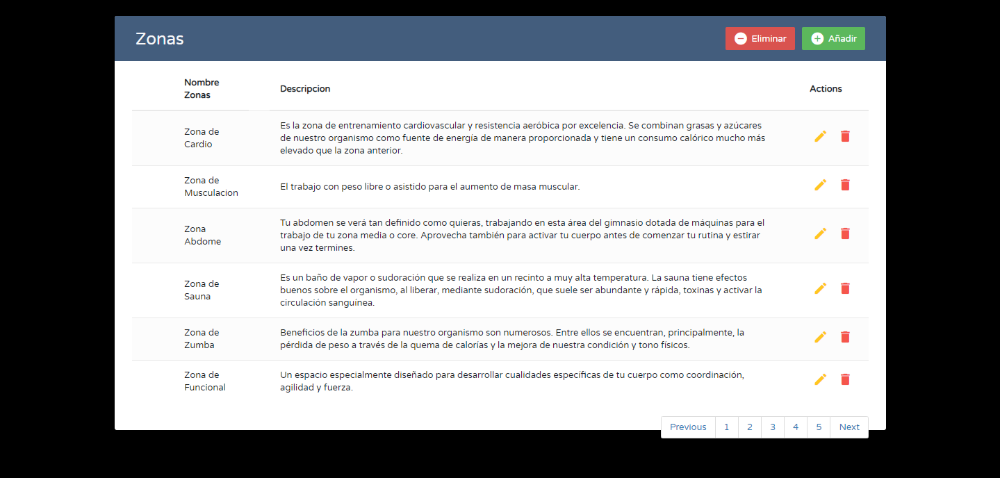 Zonas
Eliminar
Añadir
Nombre
Zonas
Descripcion
Actions
Zona de
Cardio
Es la zona de entrenamiento cardiovascular y resistencia aeróbica por excelencia. Se combinan grasas y azúcares
de nuestro organismo como fuente de energía de manera proporcionada y tiene un consumo calórico mucho más
elevado que la zona anterior.
Zona de
Musculacion
El trabajo con peso libre o asistido para el aumento de masa muscular.
Zona
Abdome
Tu abdomen se verá tan definido como quieras, trabajando en esta área del gimnasio dotada de máquinas para el
trabajo de tu zona media o core. Aprovecha también para activar tu cuerpo antes de comenzar tu rutina y estirar
una vez termines.
Zona de
Sauna
Es un baño de vapor o sudoración que se realiza en un recinto a muy alta temperatura. La sauna tiene efectos
buenos sobre el organismo, al liberar, mediante sudoración, que suele ser abundante y rápida, toxinas y activar la
circulación sanguínea.
Zona de
Zumba
Beneficios de la zumba para nuestro organismo son numerosos. Entre ellos se encuentran, principalmente, la
pérdida de peso a través de la quema de calorías y la mejora de nuestra condición y tono físicos.
Zona de
Funcional
Un espacio especialmente diseñado para desarrollar cualidades específicas de tu cuerpo como coordinación,
agilidad y fuerza.
Previous 1 2 3 4 5 Next